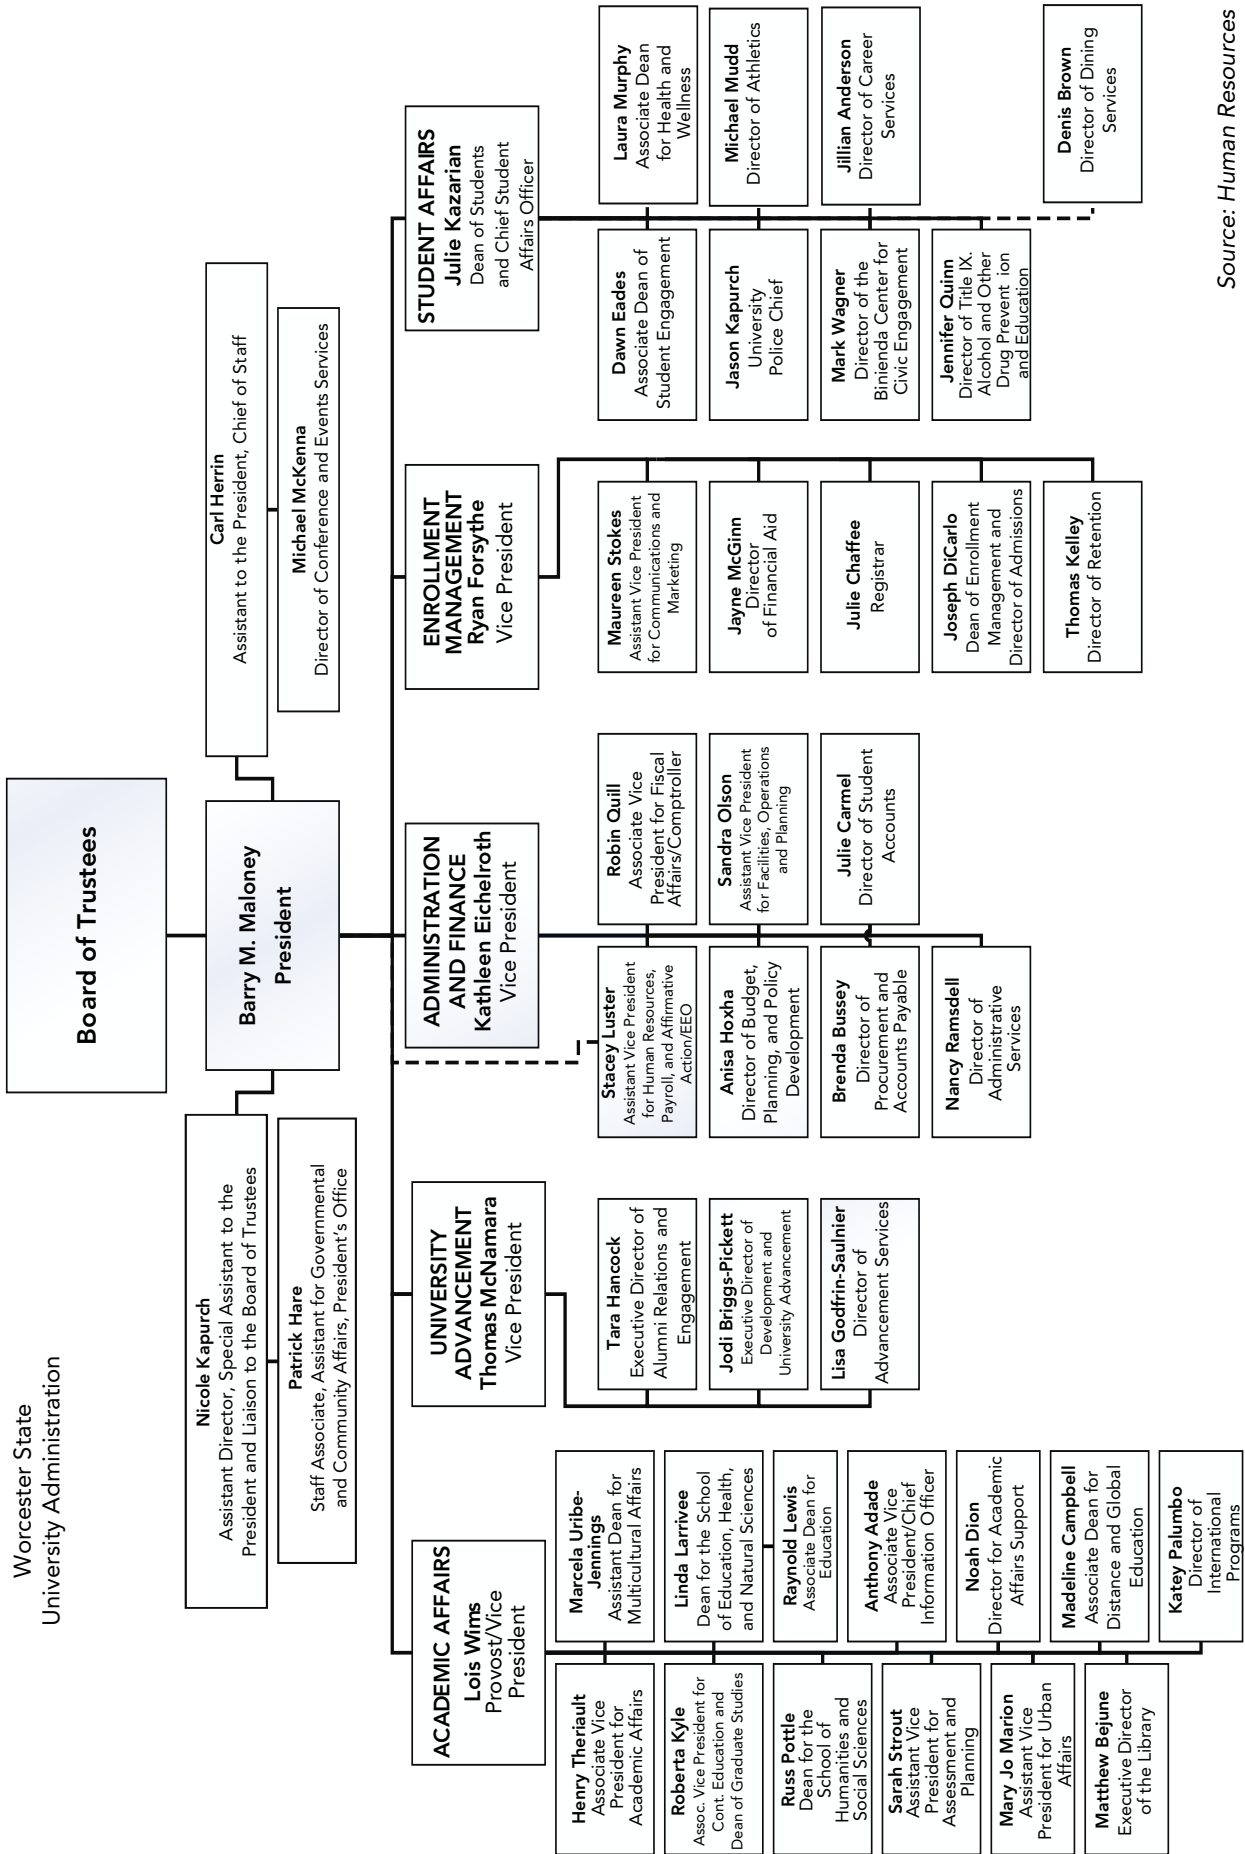 Worcester State
University Administration
Board of Trustees
Barry M. Maloney
President
Nicole Kapurch
Assistant Director, Special Assistant to the
President and Liaison to the Board of Trustees
Patrick Hare
Staff Associate, Assistant for Governmental
and Community Affairs, President's Office
Carl Herrin
Assistant to the President, Chief of Staff
Michael McKenna
Director of Conference and Events Services
ACADEMIC AFFAIRS
Lois Wims
Provost/Vice
President
Henry Theriault
Associate Vice
President for
Academic Affairs
Roberta Kyle
Assoc. Vice President for
Cont. Education and
Dean of Graduate Studies
Russ Pottle
Dean for the
School of
Humanities and
Social Sciences
Sarah Strout
Assistant Vice
President for
Assessment and
Planning
Mary Jo Marion
Assistant Vice
President for Urban
Affairs
Matthew Bejune
Executive Director
of the Library
Marcela Uribe-
Jennings
Assistant Dean for
Multicultural Affairs
Linda Larrivee
Dean for the School
of Education, Health,
and Natural Sciences
Raynold Lewis
Associate Dean for
Education
Anthony Adade
Associate Vice
President/Chief
Information Officer
Noah Dion
Director for Academic
Affairs Support
Madeline Campbell
Associate Dean for
Distance and Global
Education
Katey Palumbo
Director of
International
Programs
UNIVERSITY
ADVANCEMENT
Thomas McNamara
Vice President
Tara Hancock
Executive Director of
Alumni Relations and
Engagement
Jodi Briggs-Pickett
Executive Director of
Development and
University Advancement
Lisa Godfrin-Saulnier
Director of
Advancement Services
ADMINISTRATION
AND FINANCE
Kathleen Eichelroth
Vice President
Stacey Luster
Assistant Vice President
for Human Resources,
Payroll, and Affirmative
Action/EEO
Anisa Hoxha
Director of Budget,
Planning, and Policy
Development
Brenda Bussey
Director of
Procurement and
Accounts Payable
Nancy Ramsdell
Director of
Administrative
Services
Robin Quill
Associate Vice
President for Fiscal
Affairs/Comptroller
Sandra Olson
Assistant Vice President
for Facilities, Operations
and Planning
Julie Carmel
Director of Student
Accounts
ENROLLMENT
MANAGEMENT
Ryan Forsythe
Vice President
Maureen Stokes
Assistant Vice President
for Communications and
Marketing
Jayne McGinn
Director
of Financial Aid
Julie Chaffee
Registrar
Joseph DiCarlo
Dean of Enrollment
Management and
Director of Admissions
Thomas Kelley
Director of Retention
STUDENT AFFAIRS
Julie Kazarian
Dean of Students
and Chief Student
Affairs Officer
Dawn Eades
Associate Dean of
Student Engagement
Jason Kapurch
University
Police Chief
Mark Wagner
Director of the
Binienda Center for
Civic Engagement
Jennifer Quinn
Director of Title IX.
Alcohol and Other
Drug Prevent ion
and Education
Laura Murphy
Associate Dean
for Health and
Wellness
Michael Mudd
Director of Athletics
Jillian Anderson
Director of Career
Services
Denis Brown
Director of Dining
Services
Source: Human Resources